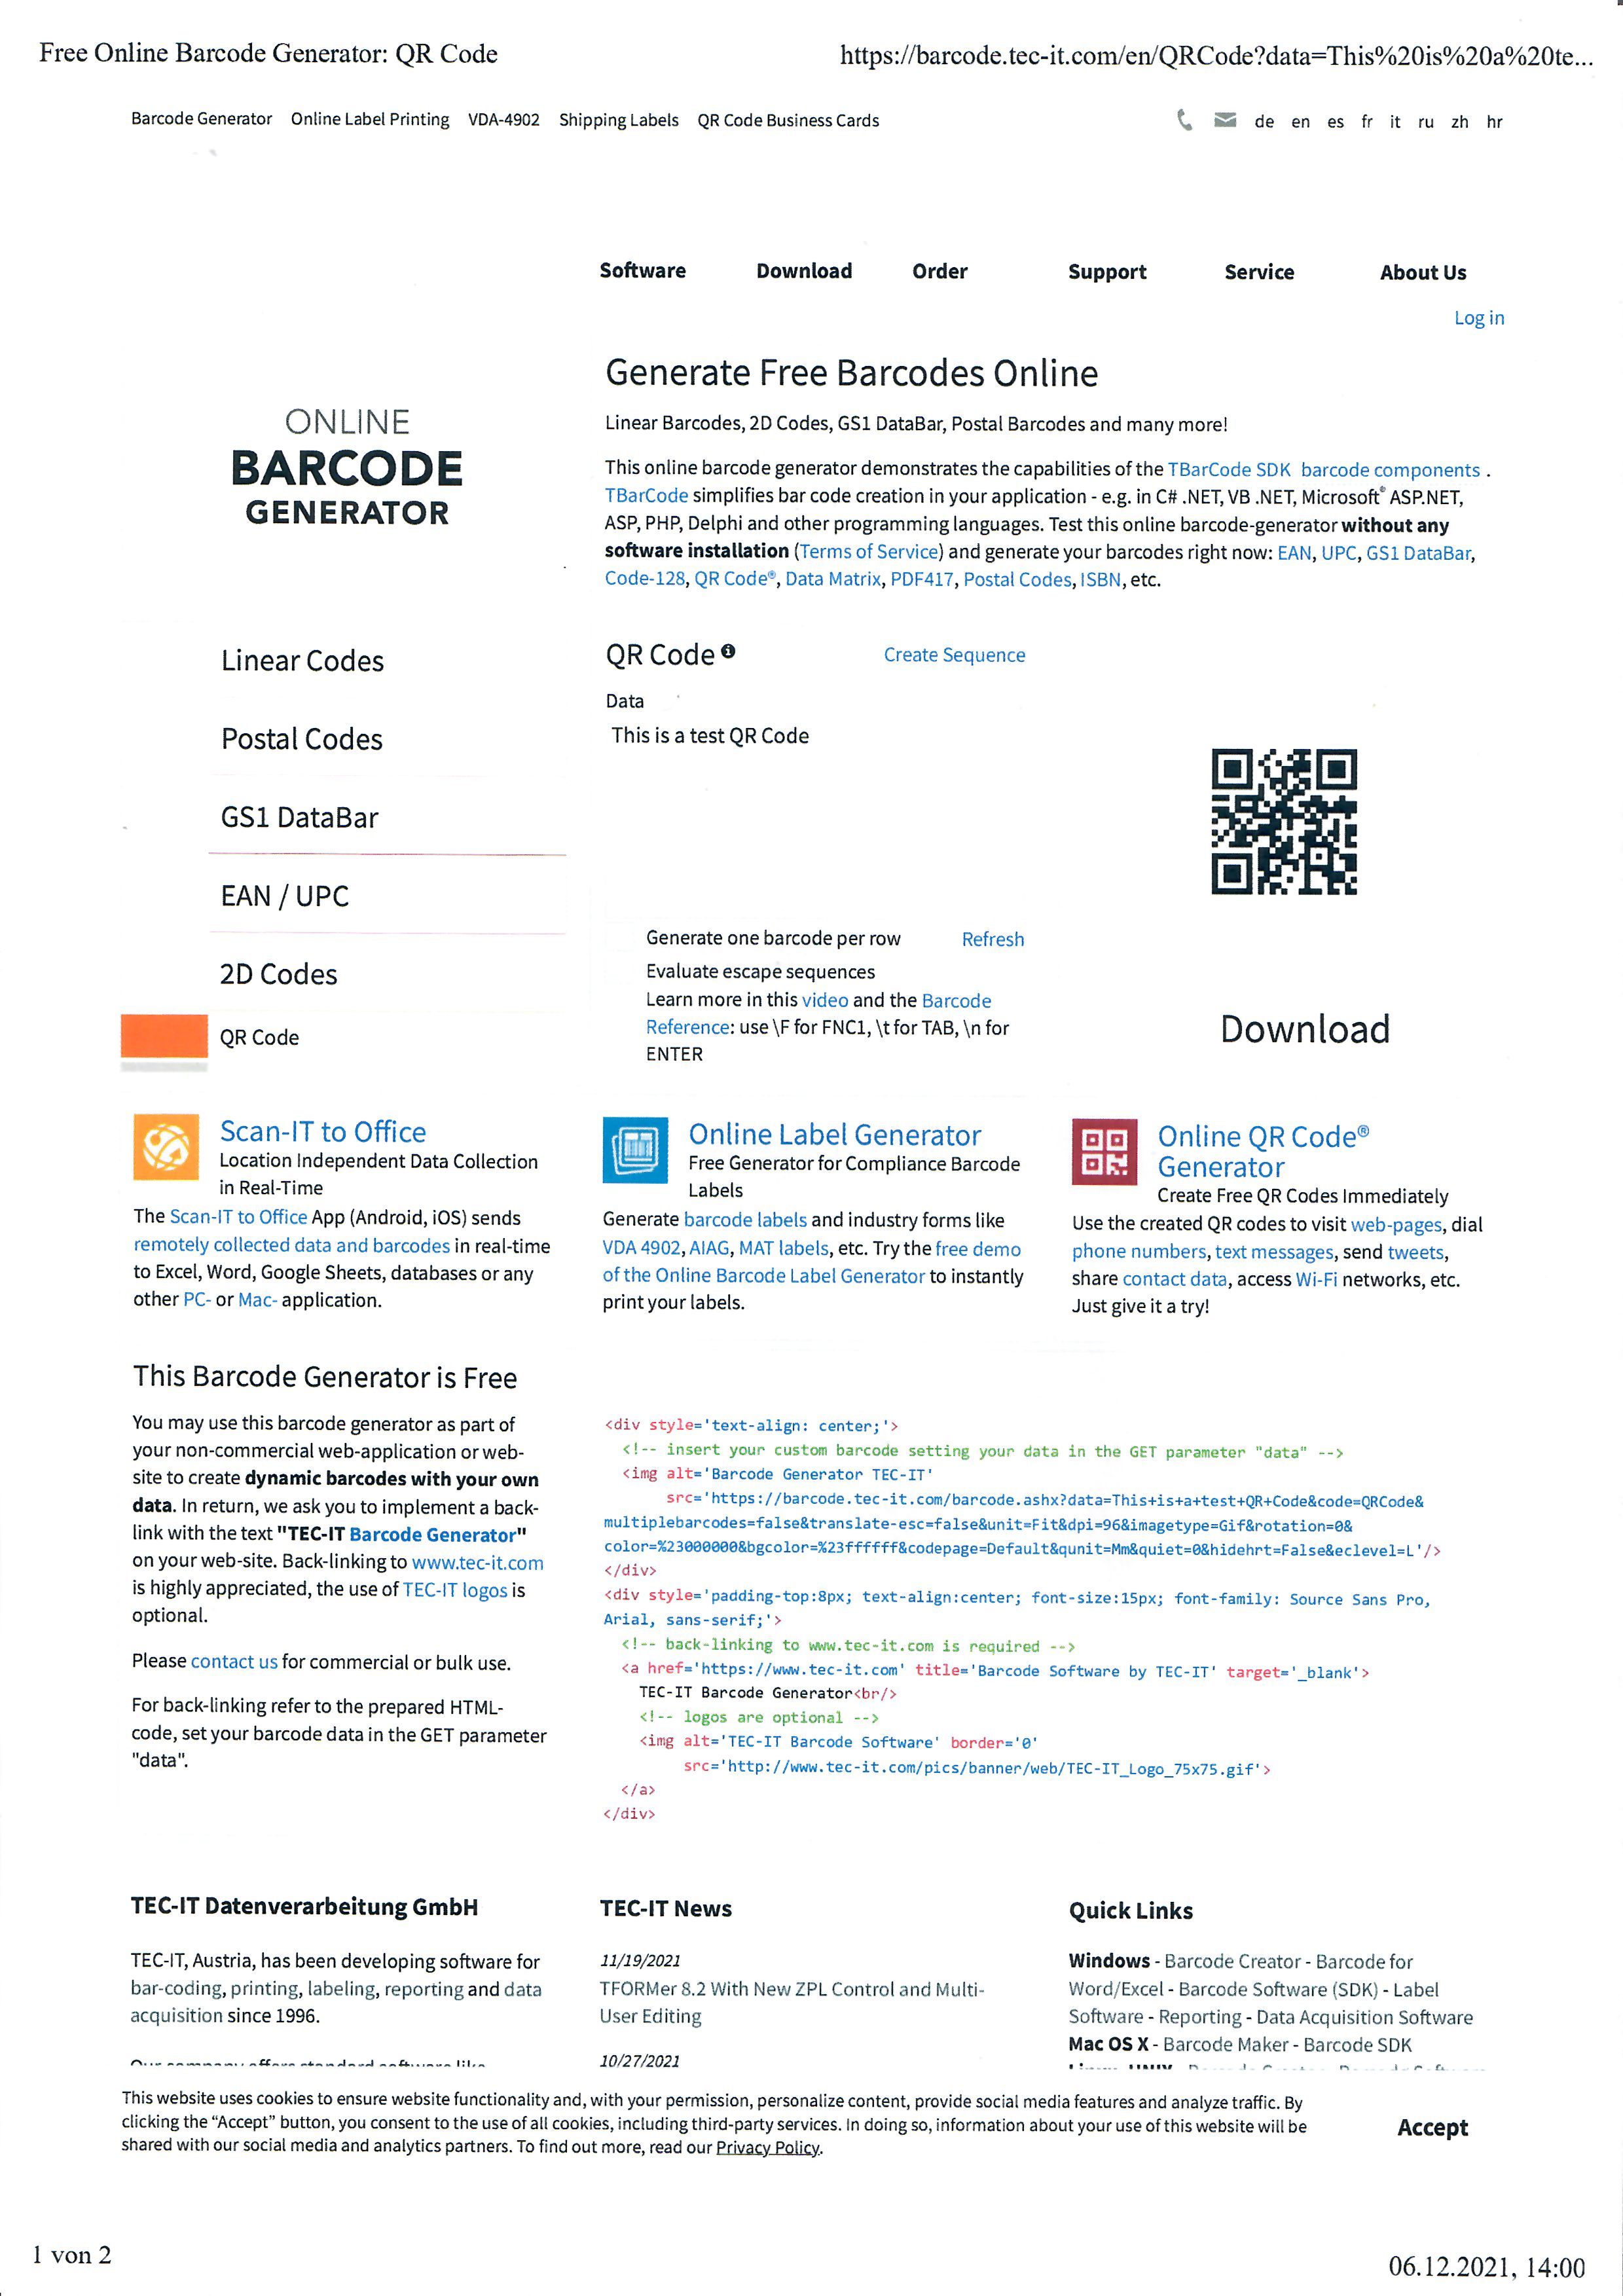 Free Online Barcode Generator: QR Code
https://barcode.tec-it.com/en/QRCode?data=This%20is%20a%20te...
Barcode Generator Online Label Printing VDA-4902 Shipping Labels QR Code Business Cards
de en es fr it ru zh hr
Software Download Order Support Service About Us
Log in
ONLINE
BARCODE
GENERATOR
Generate Free Barcodes Online
Linear Barcodes, 2D Codes, GS1 DataBar, Postal Barcodes and many more!
This online barcode generator demonstrates the capabilities of the TBarCode SDK barcode components .
TBarCode simplifies bar code creation in your application - e.g. in C# .NET, VB .NET, Microsoft® ASP.NET,
ASP, PHP, Delphi and other programming languages. Test this online barcode-generator without any
software installation (Terms of Service) and generate your barcodes right now: EAN, UPC, GS1 DataBar,
Code-128, QR Code®, Data Matrix, PDF417, Postal Codes, ISBN, etc.
Linear Codes
Postal Codes
GS1 DataBar
EAN / UPC
2D Codes
QR Code
QR Code
Create Sequence
Data
This is a test QR Code
Generate one barcode per row
Refresh
Evaluate escape sequences
Learn more in this video and the Barcode
Reference: use \F for FNC1, \t for TAB, \n for
ENTER
Download
Scan-IT to Office
Location Independent Data Collection
in Real-Time
The Scan-IT to Office App (Android, iOS) sends
remotely collected data and barcodes in real-time
to Excel, Word, Google Sheets, databases or any
other PC- or Mac- application.
Online Label Generator
Free Generator for Compliance Barcode
Labels
Generate barcode labels and industry forms like
VDA 4902, AIAG, MAT labels, etc. Try the free demo
of the Online Barcode Label Generator to instantly
print your labels.
Online QR Code®
Generator
Create Free QR Codes Immediately
Use the created QR codes to visit web-pages, dial
phone numbers, text messages, send tweets,
share contact data, access Wi-Fi networks, etc.
Just give it a try!
This Barcode Generator is Free
You may use this barcode generator as part of
your non-commercial web-application or web-
site to create dynamic barcodes with your own
data. In return, we ask you to implement a back-
link with the text "TEC-IT Barcode Generator"
on your web-site. Back-linking to www.tec-it.com
is highly appreciated, the use of TEC-IT logos is
optional.
Please contact us for commercial or bulk use.
For back-linking refer to the prepared HTML-
code, set your barcode data in the GET parameter
"data".
<div style='text-align: center;'>
<!-- insert your custom barcode setting your data in the GET parameter "data" -->
<img alt='Barcode Generator TEC-IT'
src='https://barcode.tec-it.com/barcode.ashx?data=This+is+a+test+QR+Code&code=QRCode&
multiplebarcodes=false&translate-esc=false&unit=Fit&dpi=96&imagetype=Gif&rotation=0&
color=%23000000&bgcolor=%23ffffff&codepage=Default&qunit=Mm&quiet=0&hidehrt=False&eclevel=L'/>
</div>
<div style='padding-top:8px; text-align:center; font-size:15px; font-family: Source Sans Pro,
Arial, sans-serif;'>
<!-- back-linking to www.tec-it.com is required -->
<a href='https://www.tec-it.com' title='Barcode Software by TEC-IT' target='_blank'>
TEC-IT Barcode Generator<br/>
<!-- logos are optional -->
<img alt='TEC-IT Barcode Software' border='0'
src='http://www.tec-it.com/pics/banner/web/TEC-IT_Logo_75x75.gif'>
</a>
</div>
TEC-IT Datenverarbeitung GmbH
TEC-IT, Austria, has been developing software for
bar-coding, printing, labeling, reporting and data
acquisition since 1996.
TEC-IT News
11/19/2021
TFORMer 8.2 With New ZPL Control and Multi-
User Editing
10/27/2021
Quick Links
Windows - Barcode Creator - Barcode for
Word/Excel - Barcode Software (SDK) - Label
Software - Reporting - Data Acquisition Software
Mac OS X - Barcode Maker - Barcode SDK
This website uses cookies to ensure website functionality and, with your permission, personalize content, provide social media features and analyze traffic. By
clicking the “Accept” button, you consent to the use of all cookies, including third-party services. In doing so, information about your use of this website will be
shared with our social media and analytics partners. To find out more, read our Privacy Policy.
Accept
1 von 2
06.12.2021, 14:00